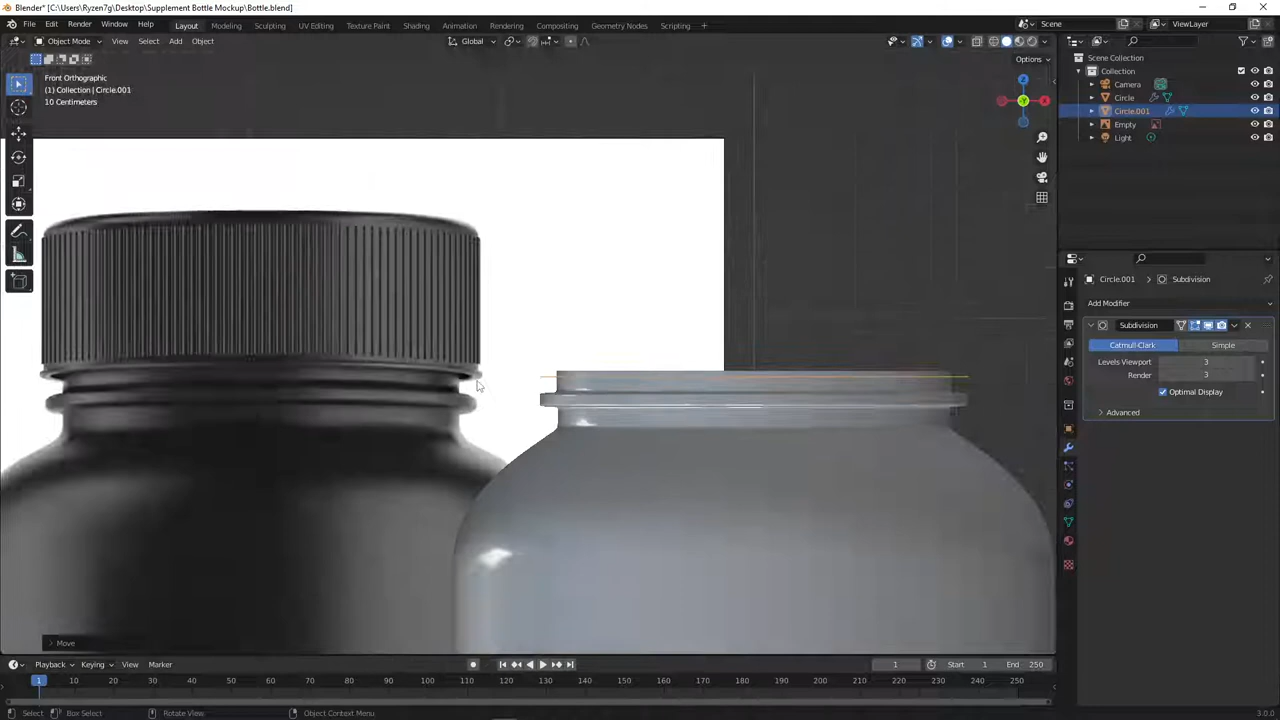 Blender* [C:\Users\Ryzen7g\Desktop\Supplement Bottle Mockup\Bottle.blend]
File Edit Render Window Help Layout Modeling Sculpting UV Editing Texture Paint Shading Animation Rendering Compositing Geometry Nodes Scripting + Scene ViewLayer
Object Mode View Select Add Object Global
Options
Front Orthographic
(1) Collection | Circle.001
10 Centimeters
Z
X
Y
Move
Scene Collection
Collection
Camera
Circle
Circle.001
Empty
Light
Circle.001 > Subdivision
Add Modifier
Subdivision
Catmull-Clark Simple
Levels Viewport 3
Render 3
Optimal Display
Advanced
Playback Keying View Marker 1 Start 1 End 250
1 10 20 30 40 50 60 70 80 90 100 110 120 130 140 150 160 170 180 190 200 210 220 230 240 250
Select Box Select Rotate View Object Context Menu 3.0.0